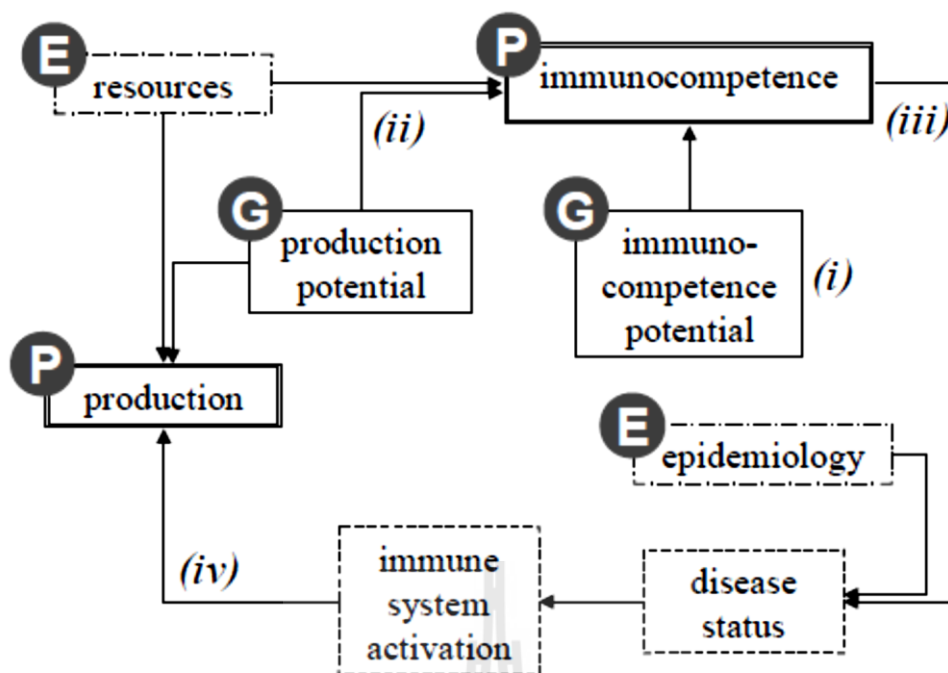 E
resources
P
immunocompetence
(ii)
(iii)
G
production
potential
G
immuno-
competence
potential
(i)
P
production
E
epidemiology
(iv)
immune
system
activation
disease
status